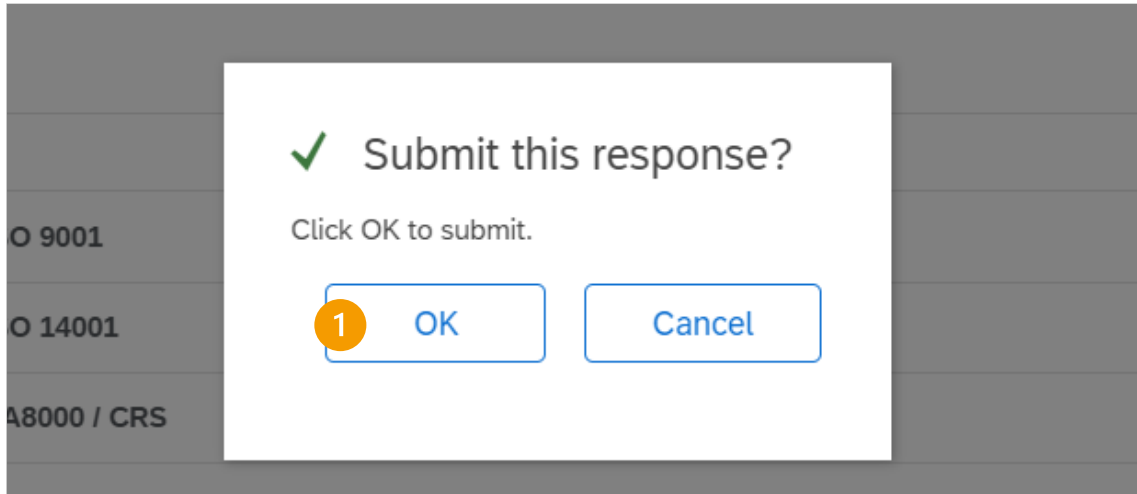 Submit this response?
Click OK to submit.
1 OK Cancel
O 9001
O 14001
A8000 / CRS